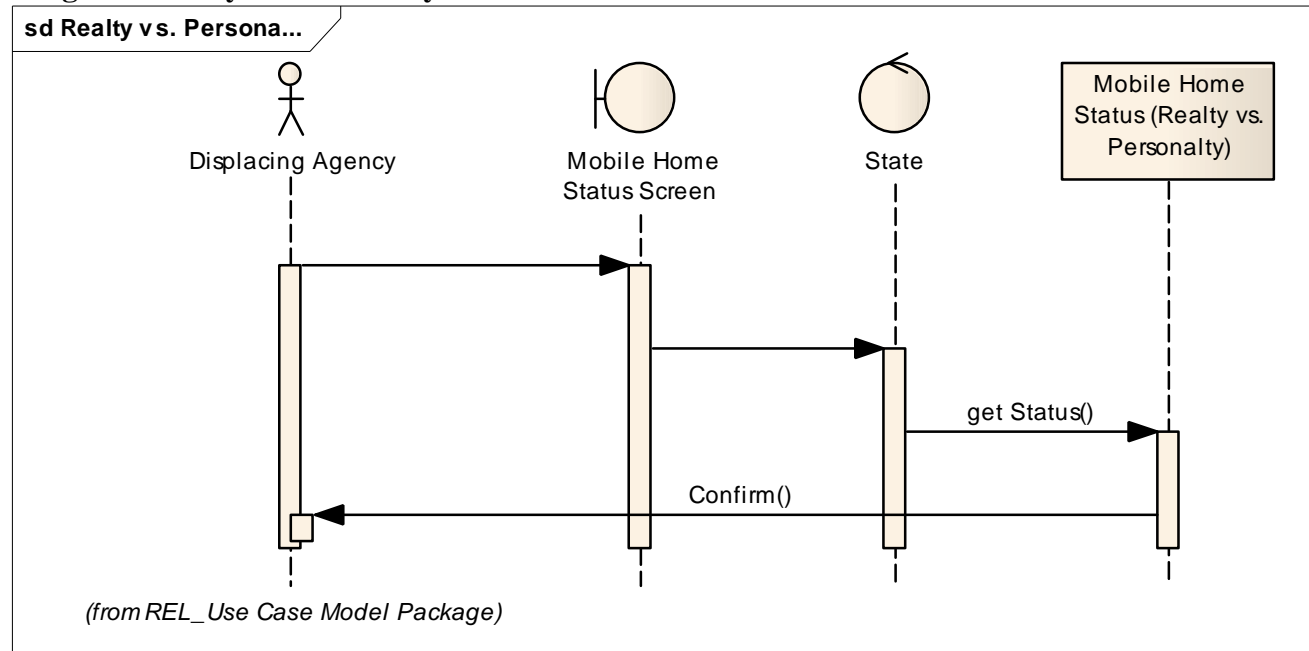 sd Realty vs. Persona...
Displacing Agency
Mobile Home
Status Screen
State
Mobile Home
Status (Realty vs.
Personalty)
get Status()
Confirm()
(from REL_Use Case Model Package)